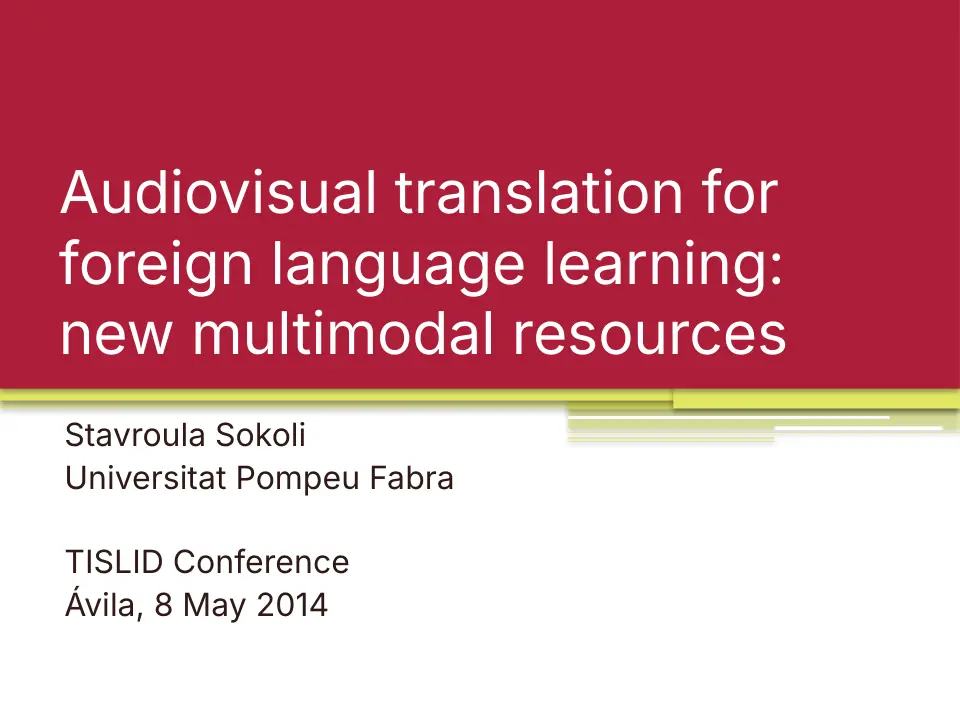 Audiovisual translation for
foreign language learning:
new multimodal resources
Stavroula Sokoli
Universitat Pompeu Fabra
TISLID Conference
Ávila, 8 May 2014